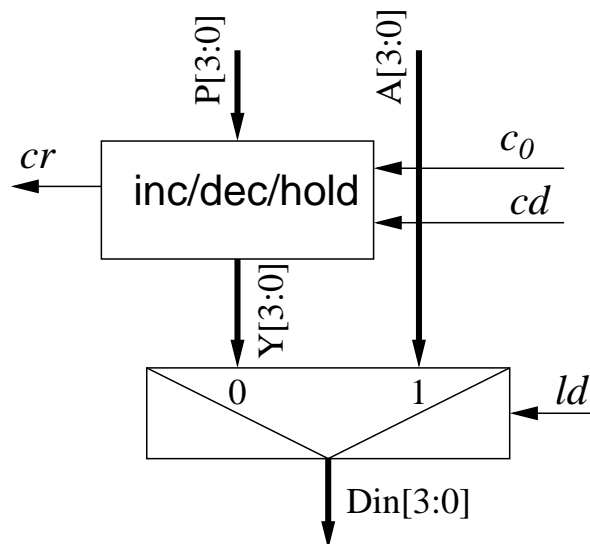 P[3:0]
A[3:0]
cr
c0
inc/dec/hold
cd
Y[3:0]
0
1
ld
Din[3:0]